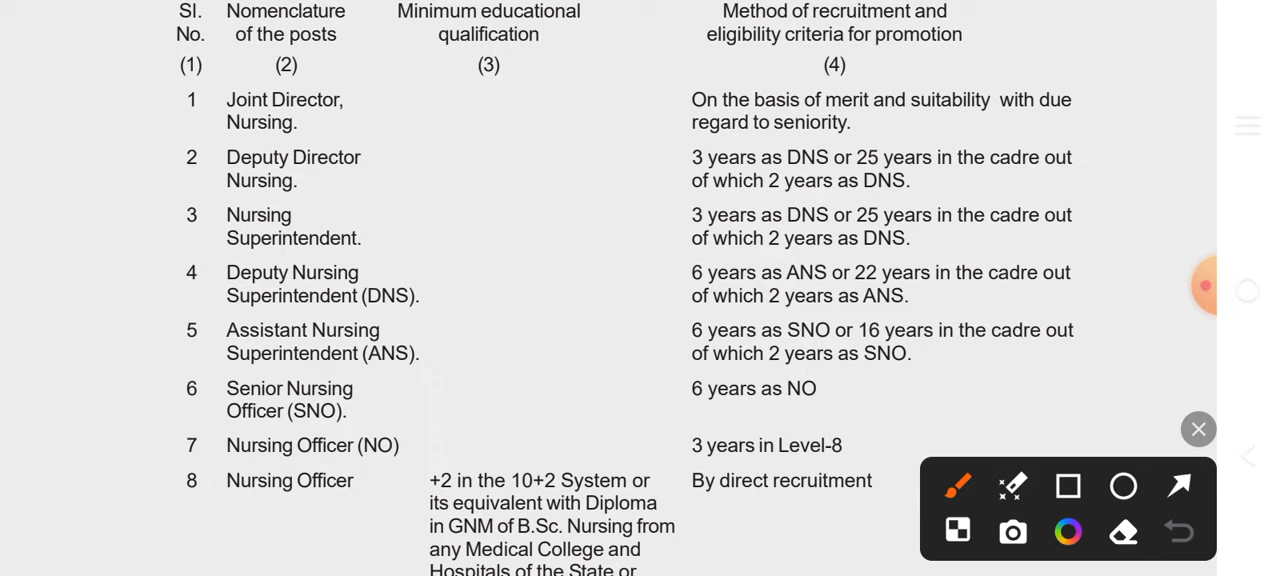 Sl. Nomenclature Minimum educational Method of recruitment and
No. of the posts qualification eligibility criteria for promotion
(1) (2) (3) (4)
1 Joint Director, On the basis of merit and suitability with due
Nursing. regard to seniority.
2 Deputy Director 3 years as DNS or 25 years in the cadre out
Nursing. of which 2 years as DNS.
3 Nursing 3 years as DNS or 25 years in the cadre out
Superintendent. of which 2 years as DNS.
4 Deputy Nursing 6 years as ANS or 22 years in the cadre out
Superintendent (DNS). of which 2 years as ANS.
5 Assistant Nursing 6 years as SNO or 16 years in the cadre out
Superintendent (ANS). of which 2 years as SNO.
6 Senior Nursing 6 years as NO
Officer (SNO).
7 Nursing Officer (NO) 3 years in Level-8
8 Nursing Officer +2 in the 10+2 System or By direct recruitment
its equivalent with Diploma
in GNM of B.Sc. Nursing from
any Medical College and
Hospitals of the State or